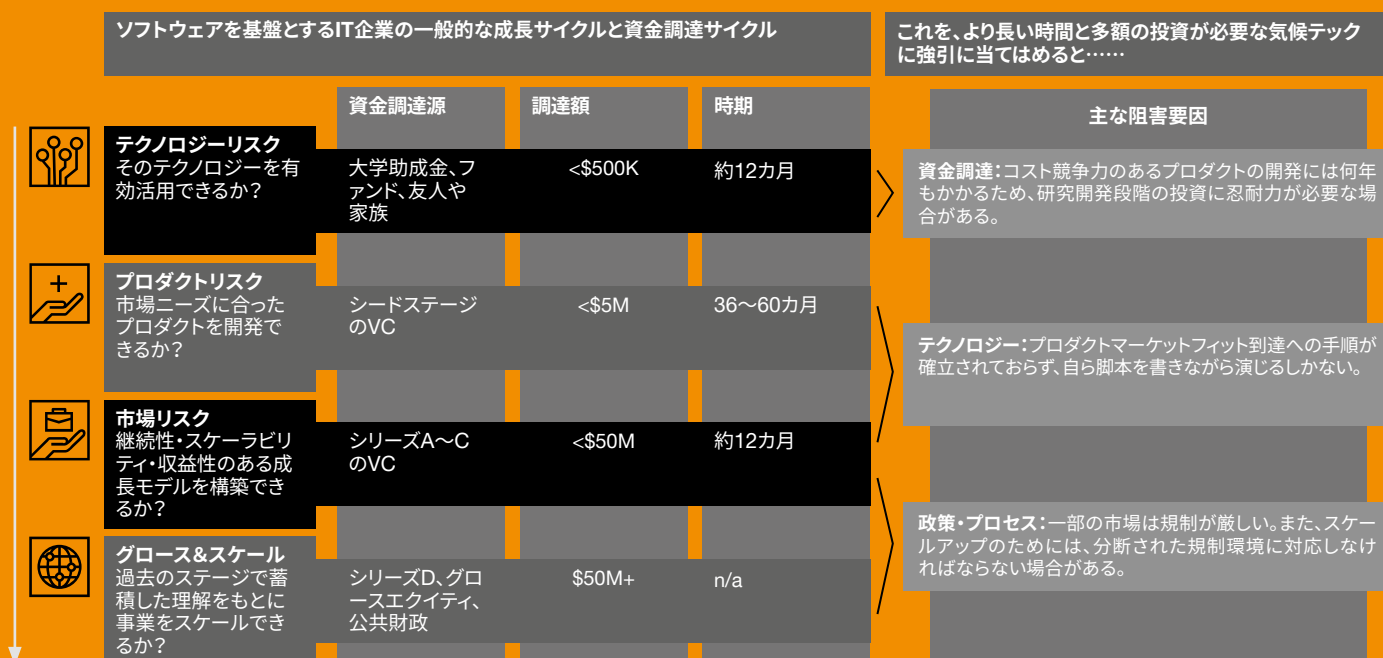 ソフトウェアを基盤とするIT企業の一般的な成長サイクルと資金調達サイクル
これを、より長い時間と多額の投資が必要な気候テック
に強引に当てはめると……
資金調達源
調達額
時期
主な阻害要因
テクノロジーリスク
そのテクノロジーを有
効活用できるか？
大学助成金、フ
ァンド、友人や
家族
<$500K
約12カ月
資金調達：コスト競争力のあるプロダクトの開発には何年
もかかるため、研究開発段階の投資に忍耐力が必要な場
合がある。
プロダクトリスク
市場ニーズに合った
プロダクトを開発で
きるか？
シードステージ
のVC
<$5M
36〜60カ月
テクノロジー：プロダクトマーケットフィット到達への手順が
確立されておらず、自ら脚本を書きながら演じるしかない。
市場リスク
継続性・スケーラビリ
ティ・収益性のある成
長モデルを構築でき
るか？
シリーズA〜C
のVC
<$50M
約12カ月
政策・プロセス：一部の市場は規制が厳しい。また、スケー
ルアップのためには、分断された規制環境に対応しなけ
ればならない場合がある。
グロース&スケール
過去のステージで蓄
積した理解をもとに
事業をスケールでき
るか？
シリーズD、グロ
ースエクイティ、
公共財政
$50M+
n/a